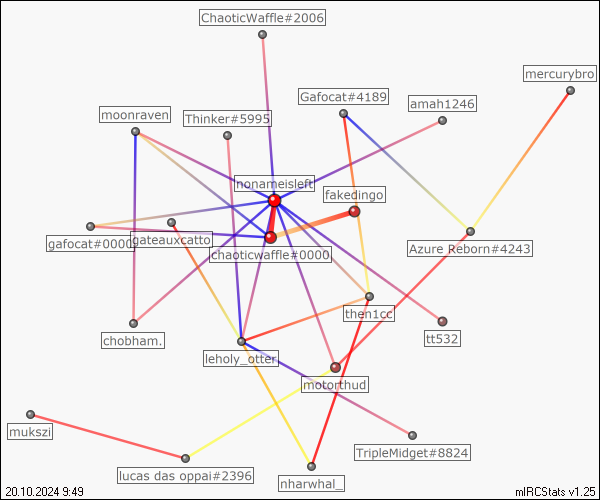 ChaoticWaffle#2006
mercurybro
Gafocat#4189
amah1246
moonraven
Thinker#5995
nonameisleft
fakedingo
gafocat#0000
gateauxcatto
chaoticwaffle#0000
Azure Reborn#4243
then1cc
chobham.
tt532
leholy_otter
motorthud
mukszi
TripleMidget#8824
lucas das oppai#2396
nharwhal_
20.10.2024 9:49
mIRCStats v1.25